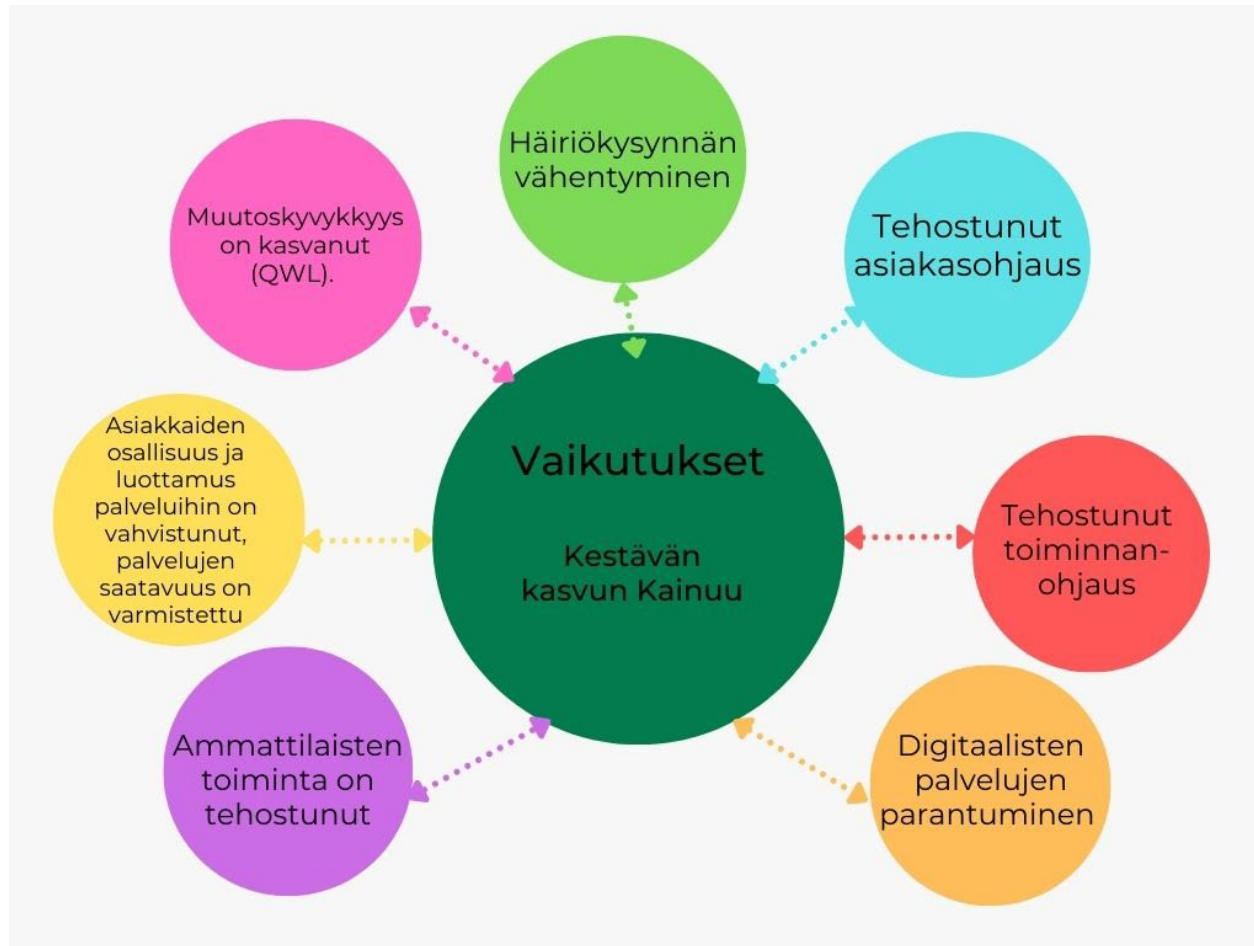 Häiriökysynnän
vähentyminen
Tehostunut
asiakasohjaus
Tehostunut
toiminnan-
ohjaus
Digitaalisten
palvelujen
parantuminen
Ammattilaisten
toiminta on
tehostunut
Asiakkaiden
osallisuus ja
luottamus
palveluihin on
vahvistunut,
palvelujen
saatavuus on
varmistettu
Muutoskyvykkyys
on kasvanut
(QWL).
Vaikutukset
Kestävän
kasvun Kainuu